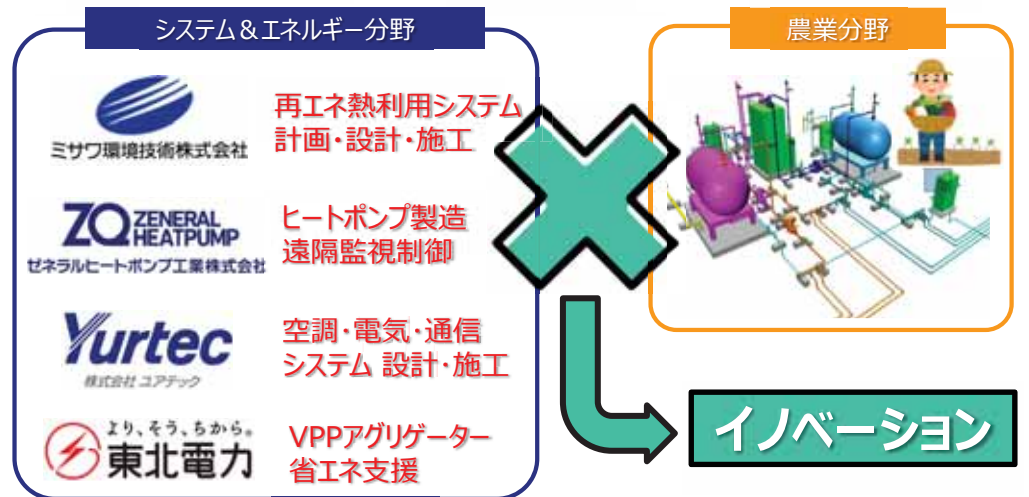 システム＆エネルギー分野
ミサワ環境技術株式会社
再エネ熱利用システム
計画・設計・施工
ZQ ZENERAL
HEATPUMP
ゼネラルヒートポンプ工業株式会社
ヒートポンプ製造
遠隔監視制御
Yurtec
株式会社 ユアテック
空調・電気・通信
システム 設計・施工
より、そう、ちから。
東北電力
VPPアグリゲーター
省エネ支援
農業分野
イノベーション